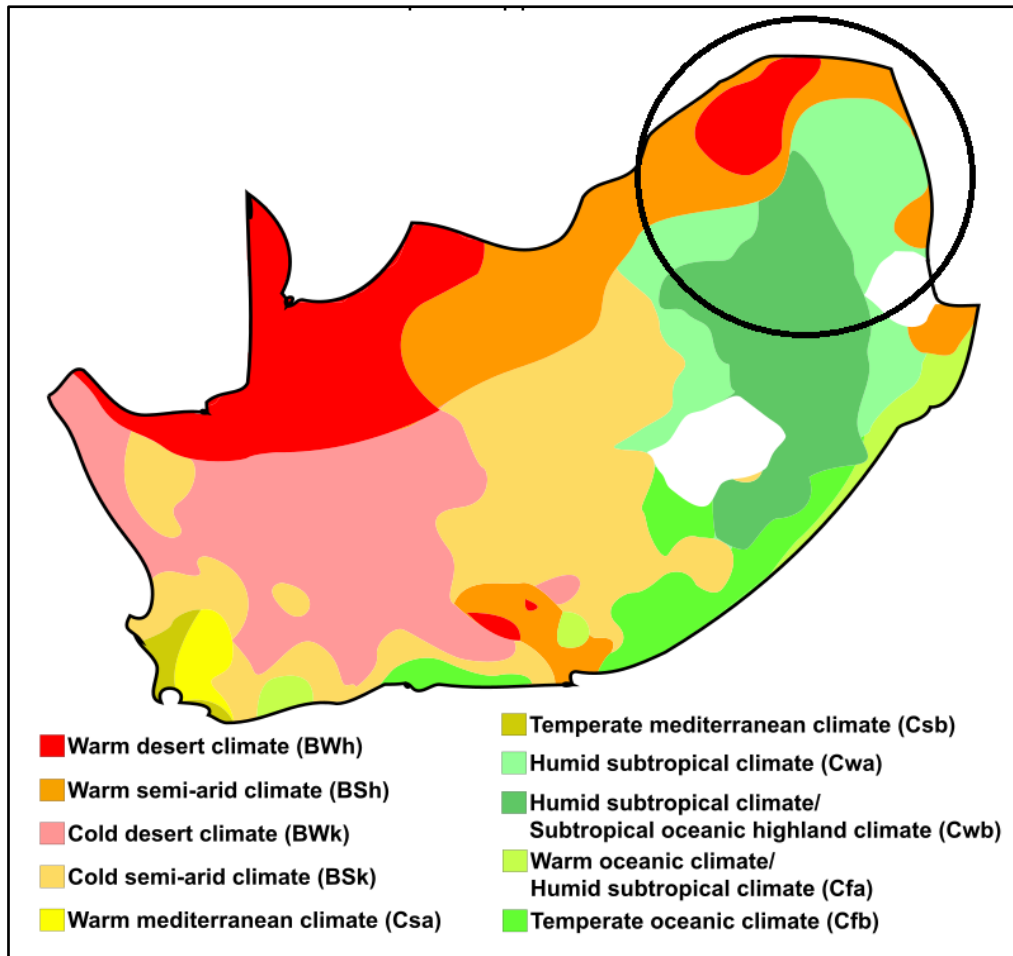 Warm desert climate (BWh)
Warm semi-arid climate (BSh)
Cold desert climate (BWk)
Cold semi-arid climate (BSk)
Warm mediterranean climate (Csa)
Temperate mediterranean climate (Csb)
Humid subtropical climate (Cwa)
Humid subtropical climate/
Subtropical oceanic highland climate (Cwb)
Warm oceanic climate/
Humid subtropical climate (Cfa)
Temperate oceanic climate (Cfb)